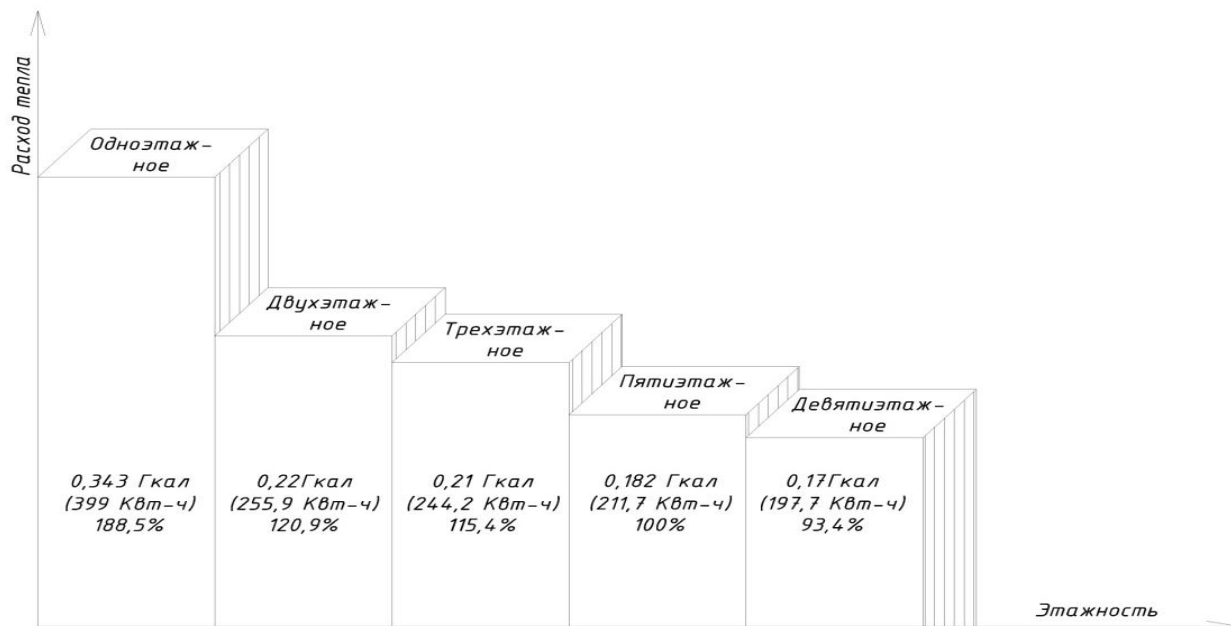 Расход тепла
Одноэтаж-
ное
Двухэтаж-
ное
Трехэтаж-
ное
Пятиэтаж-
ное
Девятиэтаж-
ное
0,343 Гкал
(399 Квт-ч)
188,5%
0,22Гкал
(255,9 Квт-ч)
120,9%
0,21 Гкал
(244,2 Квт-ч)
115,4%
0,182 Гкал
(211,7 Квт-ч)
100%
0,17Гкал
(197,7 Квт-ч)
93,4%
Этажность